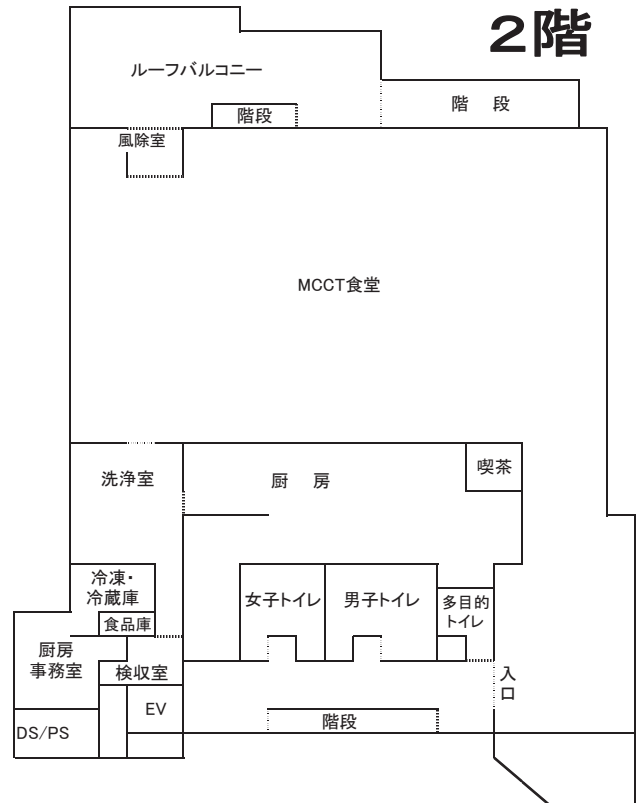 2階
ルーフバルコニー
階　段
階段
風除室
MCCT食堂
洗浄室
厨　房
喫茶
冷凍・
冷蔵庫
食品庫
女子トイレ
男子トイレ
多目的
トイレ
厨房
事務室
検収室
入
口
EV
階段
DS/PS